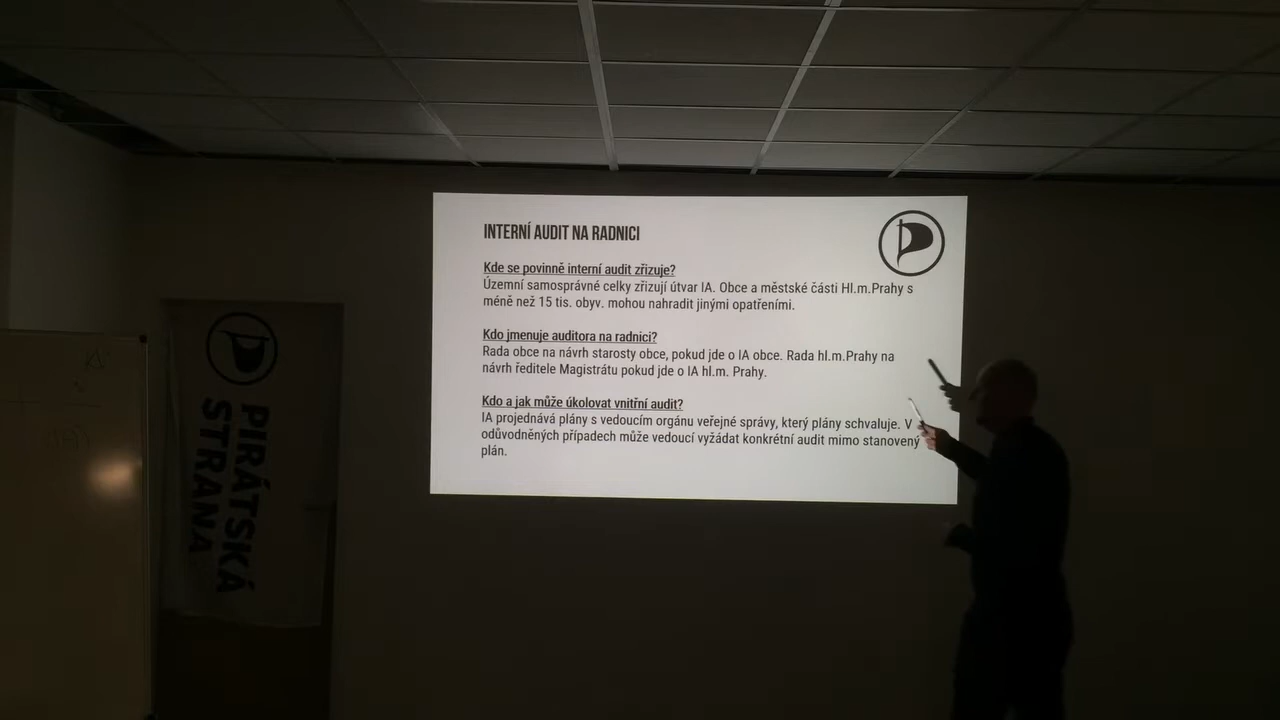 INTERNÍ AUDIT NA RADNICI
Kde se povinně interní audit zřizuje?
Územní samosprávné celky zřizují útvar IA. Obce a městské části Hl.m.Prahy s
méně než 15 tis. obyv. mohou nahradit jinými opatřeními.
Kdo jmenuje auditora na radnici?
Rada obce na návrh starosty obce, pokud jde o IA obce. Rada hl.m.Prahy na
návrh ředitele Magistrátu pokud jde o IA hl.m. Prahy.
Kdo a jak může úkolovat vnitřní audit?
IA projednává plány s vedoucím orgánu veřejné správy, který plány schvaluje. V
odůvodněných případech může vedoucí vyžádat konkrétní audit mimo stanovený
plán.
PIRÁTSKÁ
STRANA